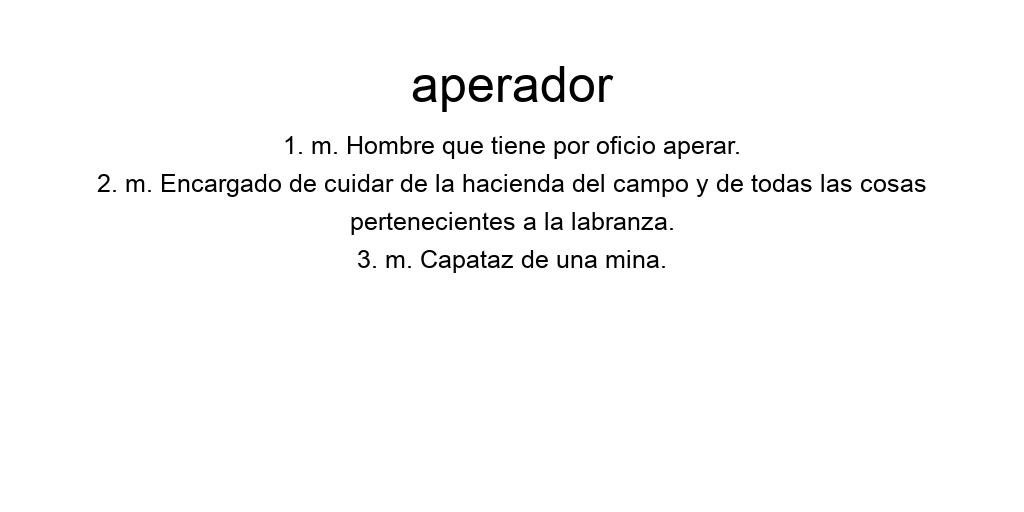 aperador
1. m. Hombre que tiene por oficio aperar.
2. m. Encargado de cuidar de la hacienda del campo y de todas las cosas
pertenecientes a la labranza.
3. m. Capataz de una mina.